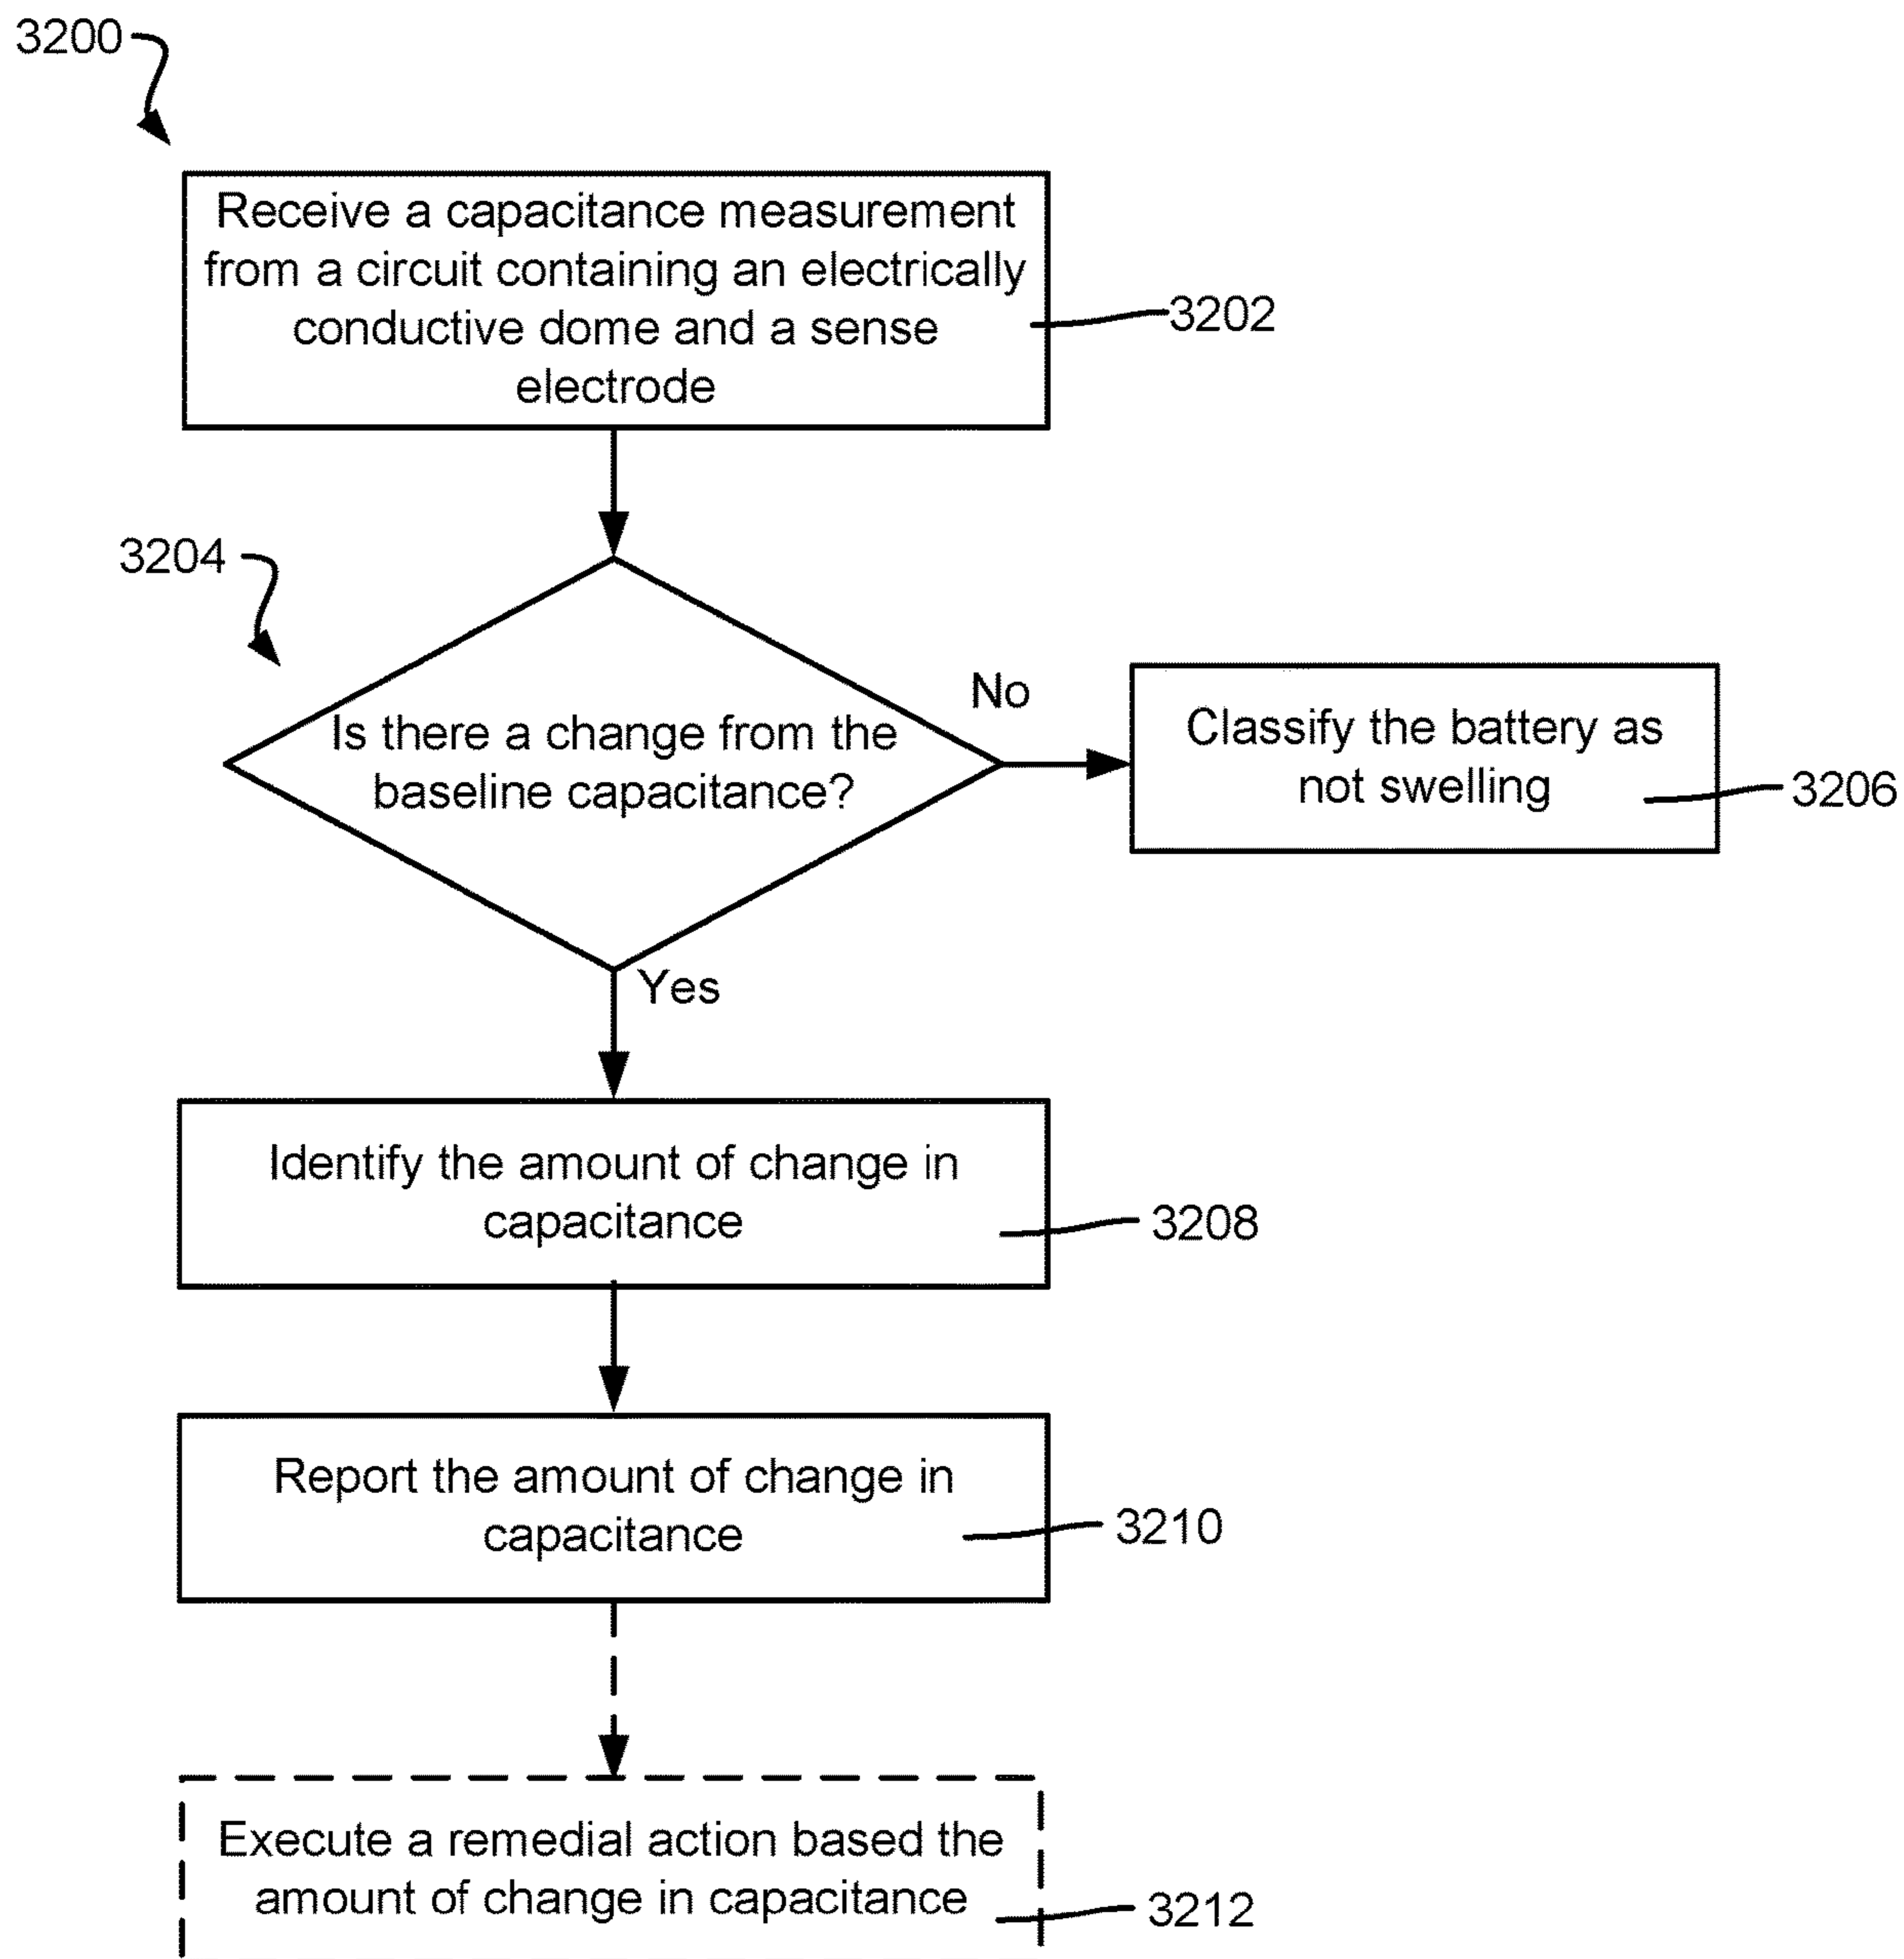 3200
Receive a capacitance measurement
from a circuit containing an electrically
conductive dome and a sense
electrode
3202
3204
Is there a change from the
baseline capacitance?
No
Classify the battery as
not swelling
3206
Yes
Identify the amount of change in
capacitance
3208
Report the amount of change in
capacitance
3210
Execute a remedial action based the
amount of change in capacitance
3212